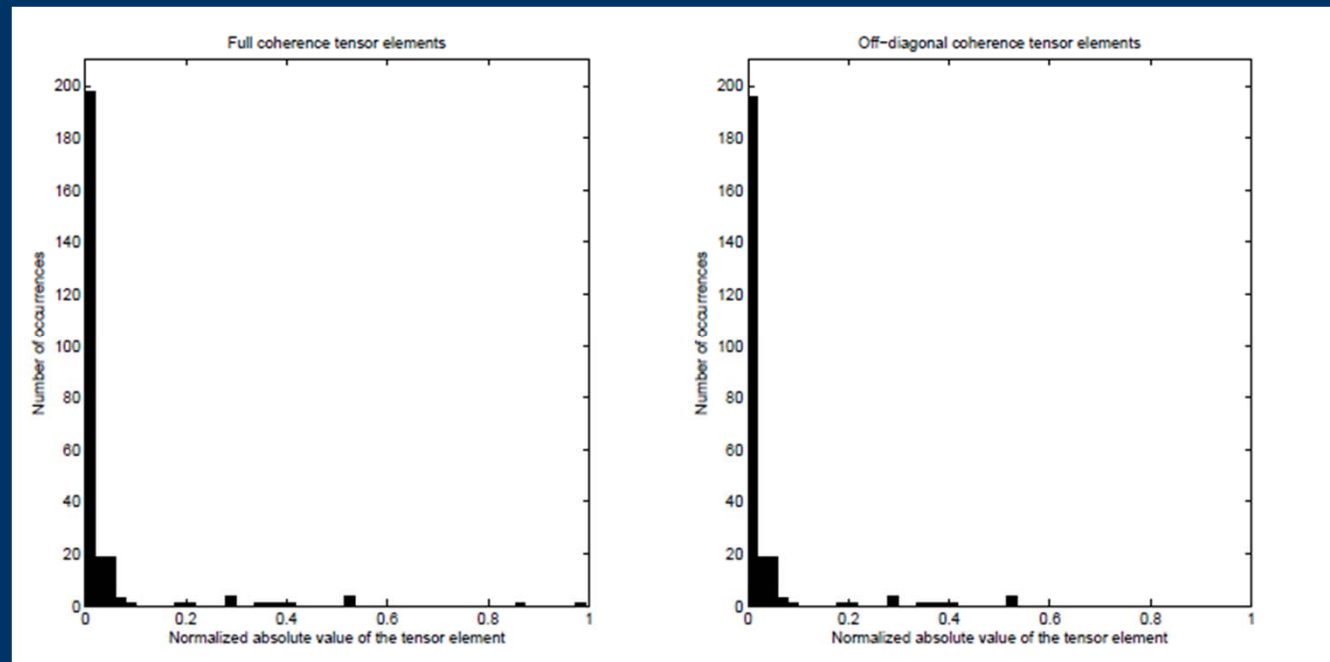 Full coherence tensor elements
200
180
160
140
120
100
80
60
40
20
0
Number of occurrences
0 0.2 0.4 0.6 0.8 1
Normalized absolute value of the tensor element
Off-diagonal coherence tensor elements
200
180
160
140
120
100
80
60
40
20
0
Number of occurrences
0 0.2 0.4 0.6 0.8 1
Normalized absolute value of the tensor element